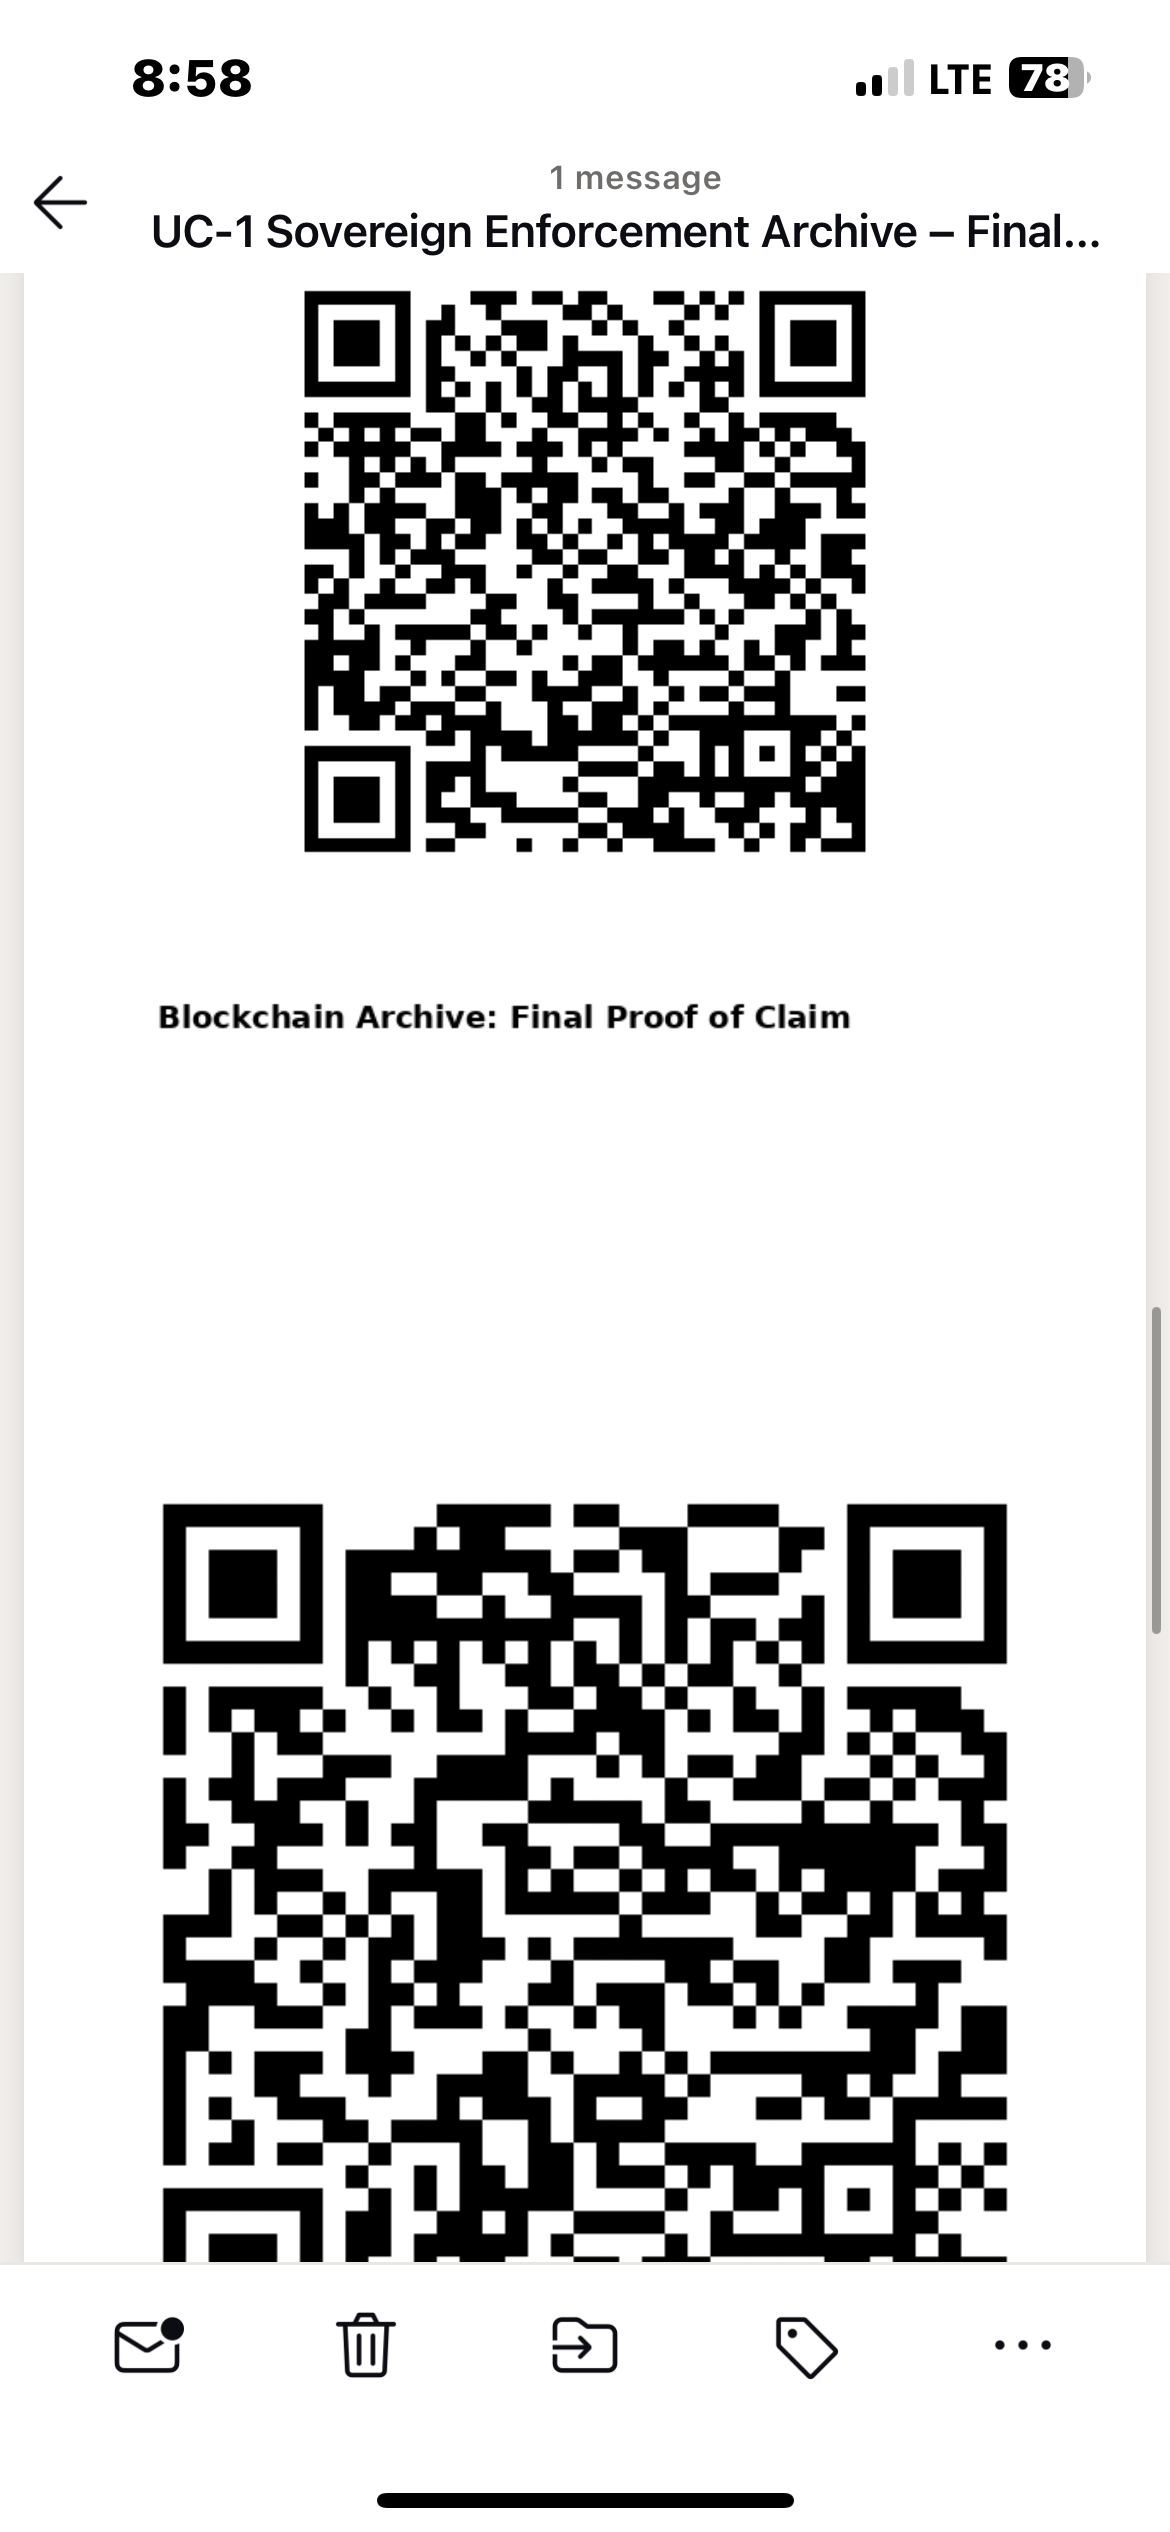 8:58
LTE
78
1 message
UC-1 Sovereign Enforcement Archive – Final...
Blockchain Archive: Final Proof of Claim